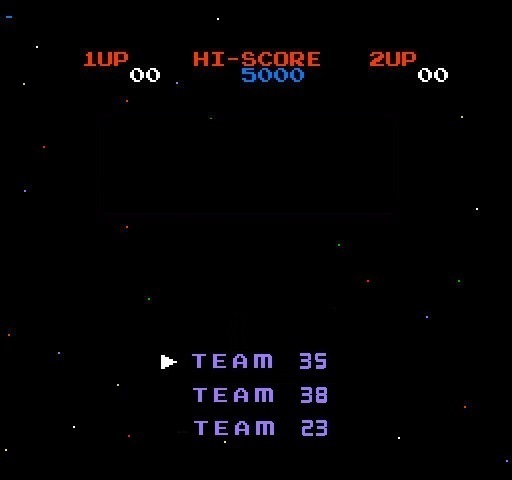 1UP HI-SCORE 2UP
00 5000 00
TEAM 35
TEAM 38
TEAM 23